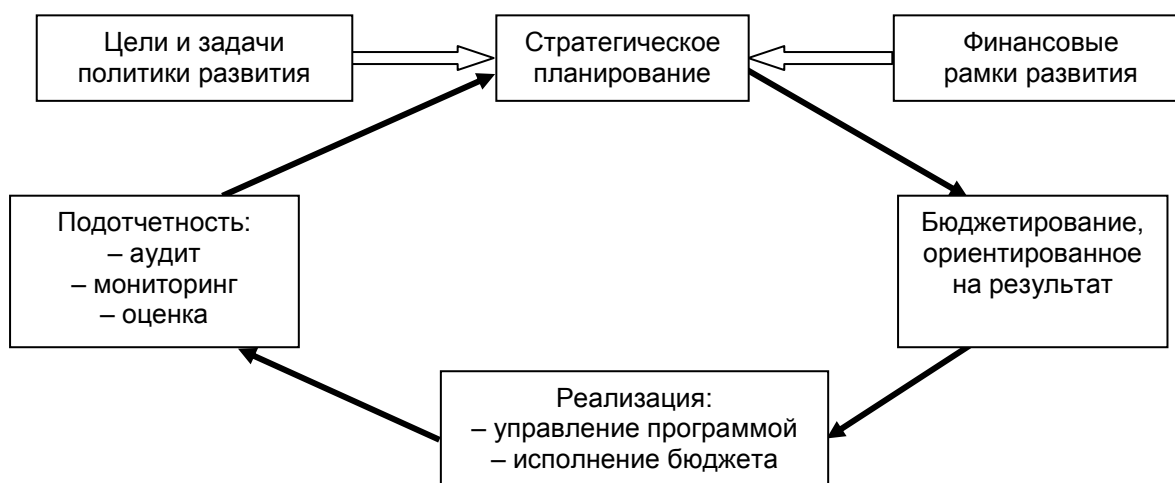 Цели и задачи
политики развития
Стратегическое
планирование
Финансовые
рамки развития
Подотчетность:
– аудит
– мониторинг
– оценка
Бюджетирование,
ориентированное
на результат
Реализация:
– управление программой
– исполнение бюджета